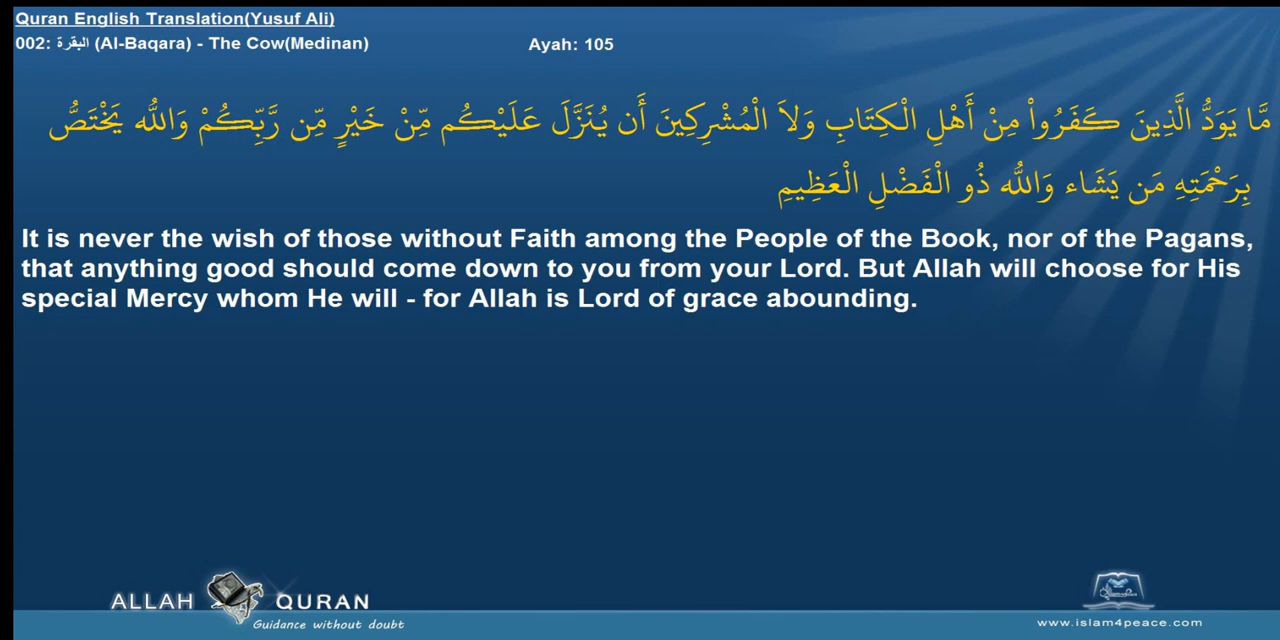 Quran English Translation(Yusuf Ali)
002: البقرة (Al-Baqara) - The Cow(Medinan) Ayah: 105
مَّا يَوَدُّ الَّذِينَ كَفَرُواْ مِنْ أَهْلِ الْكِتَابِ وَلاَ الْمُشْرِكِينَ أَن يُنَزَّلَ عَلَيْكُم مِّنْ خَيْرٍ مِّن رَّبِّكُمْ وَاللّٰه يَخْتَصُّ
بِرَحْمَتِهِ مَن يَشَاء وَاللّٰه ذُو الْفَضْلِ الْعَظِيمِ
It is never the wish of those without Faith among the People of the Book, nor of the Pagans,
that anything good should come down to you from your Lord. But Allah will choose for His
special Mercy whom He will - for Allah is Lord of grace abounding.
ALLAH QURAN
Guidance without doubt
www.islam4peace.com